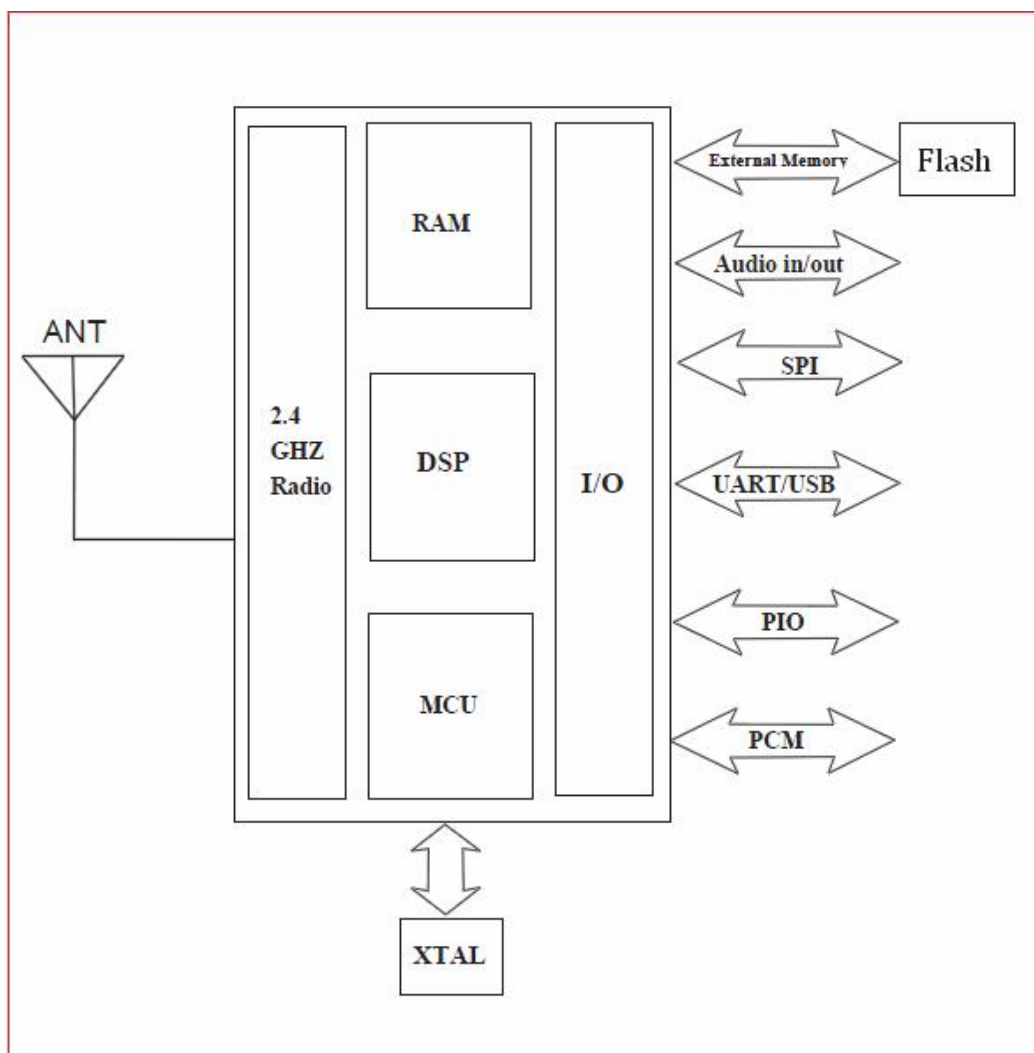 ANT
2.4
GHZ
Radio
RAM
DSP
MCU
I/O
External Memory
Flash
Audio in/out
SPI
UART/USB
PIO
PCM
XTAL